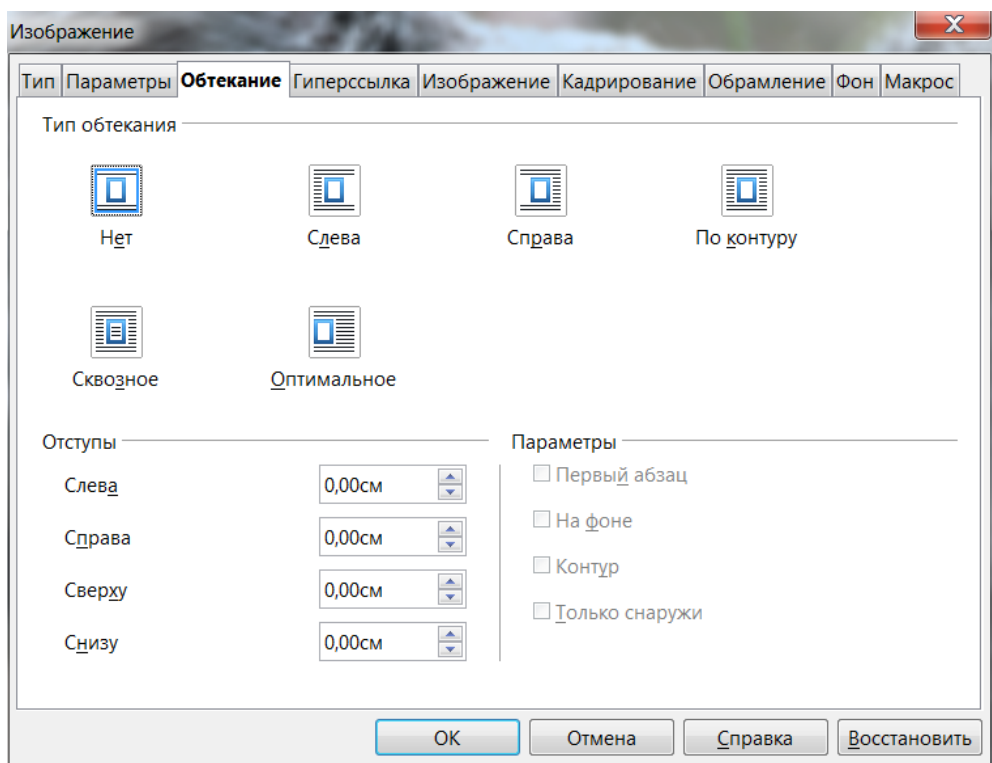 Изображение
Тип Параметры Обтекание Гиперссылка Изображение Кадрирование Обрамление Фон Макрос
Тип обтекания
Нет Слева Справа По контуру
Сквозное Оптимальное
Отступы Параметры
Слева 0,00см Первый абзац
Справа 0,00см На фоне
Сверху 0,00см Контур
Снизу 0,00см Только снаружи
ОК Отмена Справка Восстановить